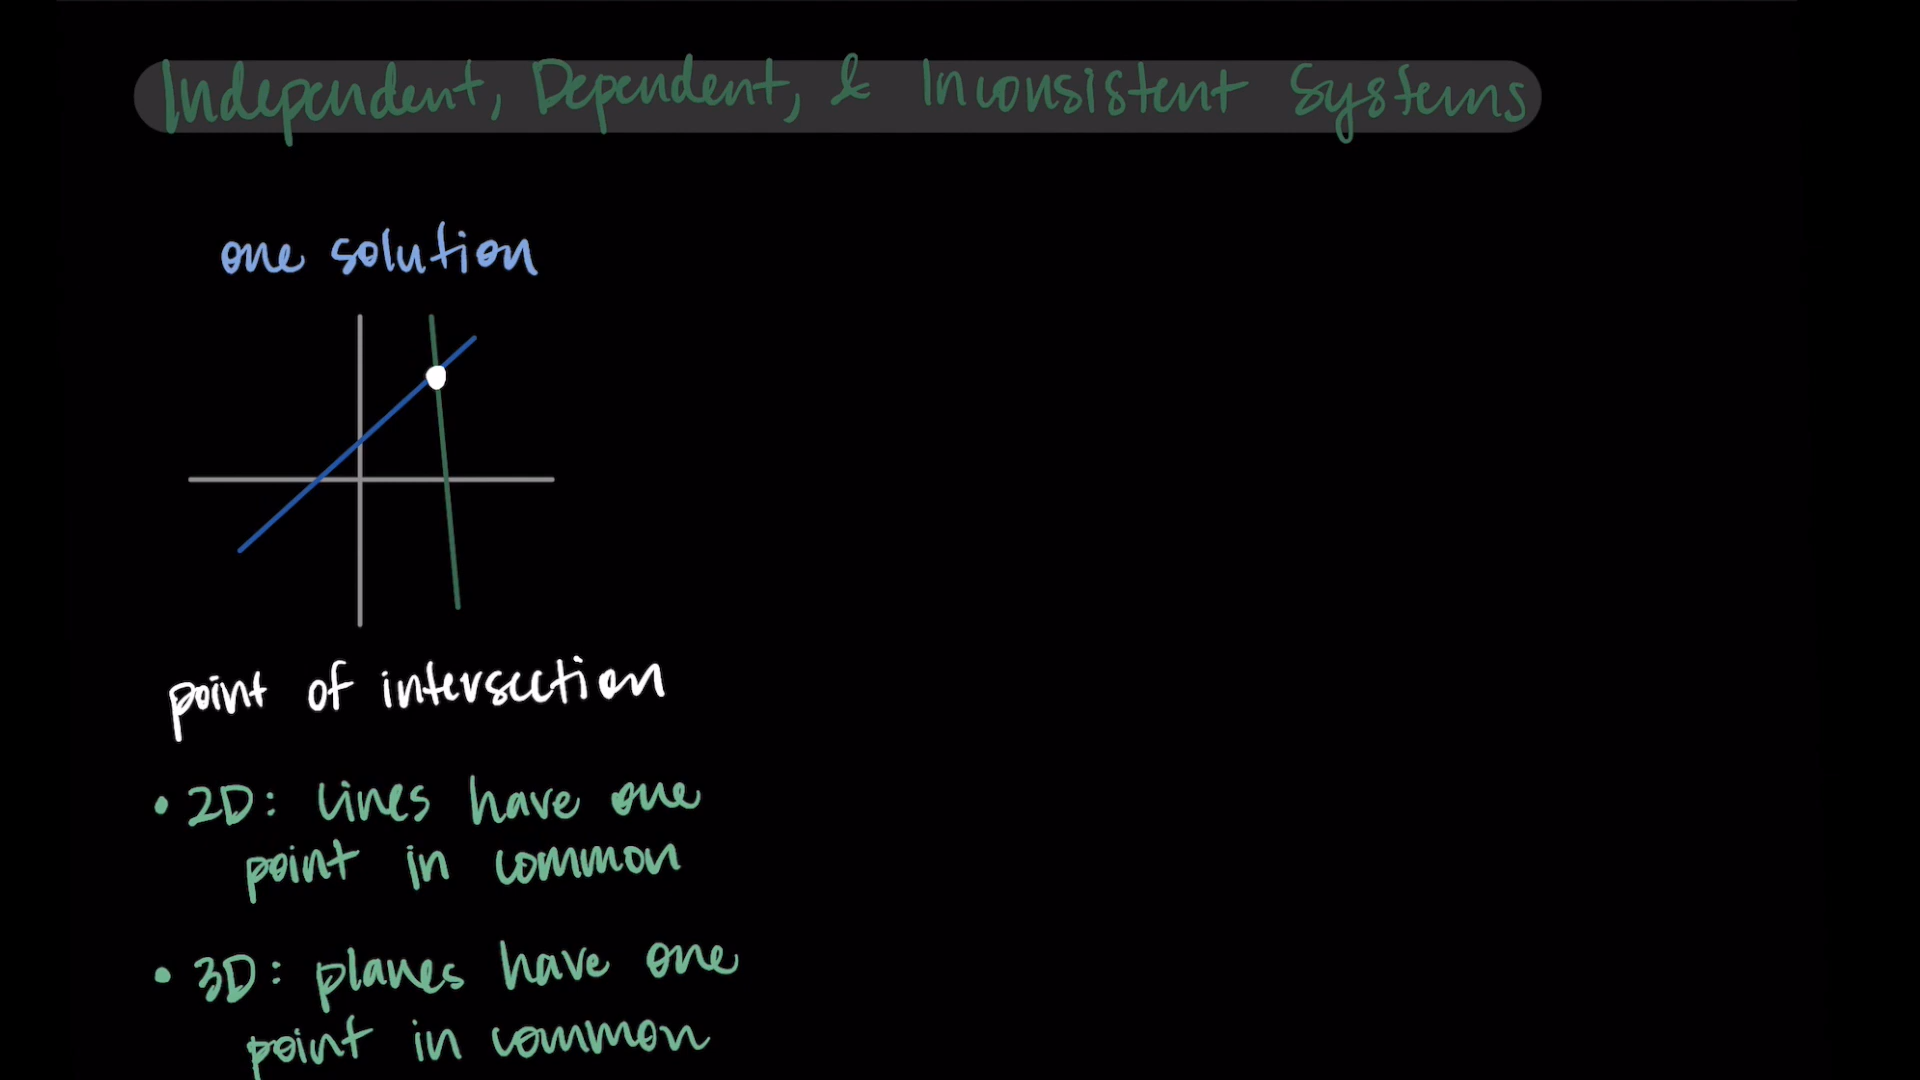 Independent, Dependent, & Inconsistent Systems
one solution
point of intersection
• 2D: lines have one
point in common
• 3D: planes have one
point in common